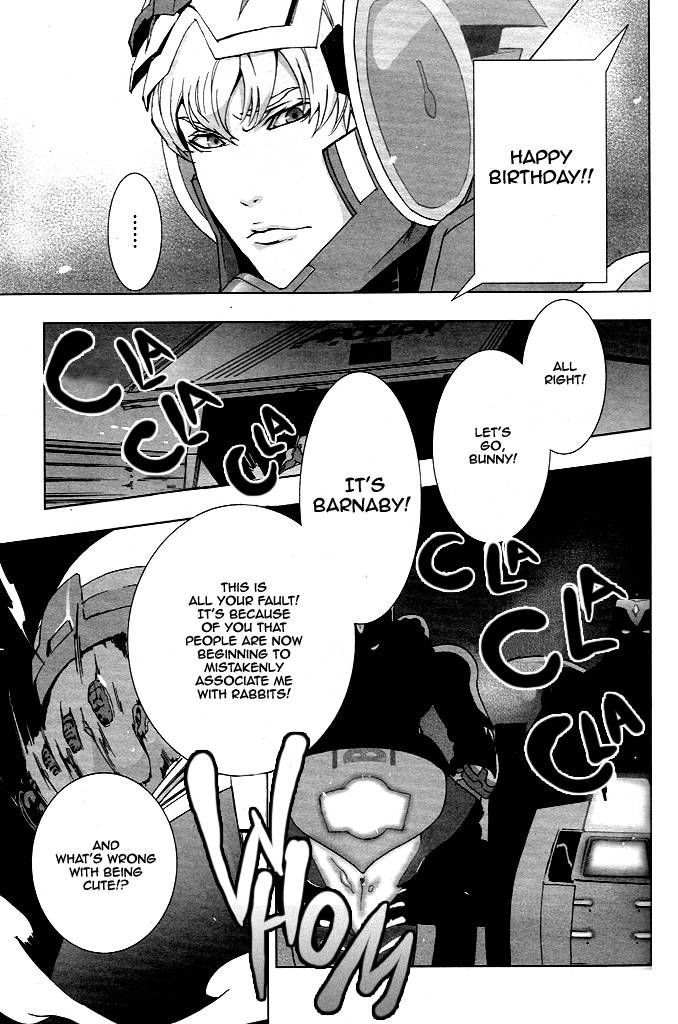 HAPPY
BIRTHDAY!!
......
ALL
RIGHT!
LET'S
GO,
BUNNY!
CLA
CLA
CLA
IT'S
BARNABY!
THIS IS
ALL YOUR FAULT!
IT'S BECAUSE
OF YOU THAT
PEOPLE ARE NOW
BEGINNING TO
MISTAKENLY
ASSOCIATE ME
WITH RABBITS!
CLA
CLA
CLA
AND
WHAT'S WRONG
WITH BEING
CUTE!?
WHOM